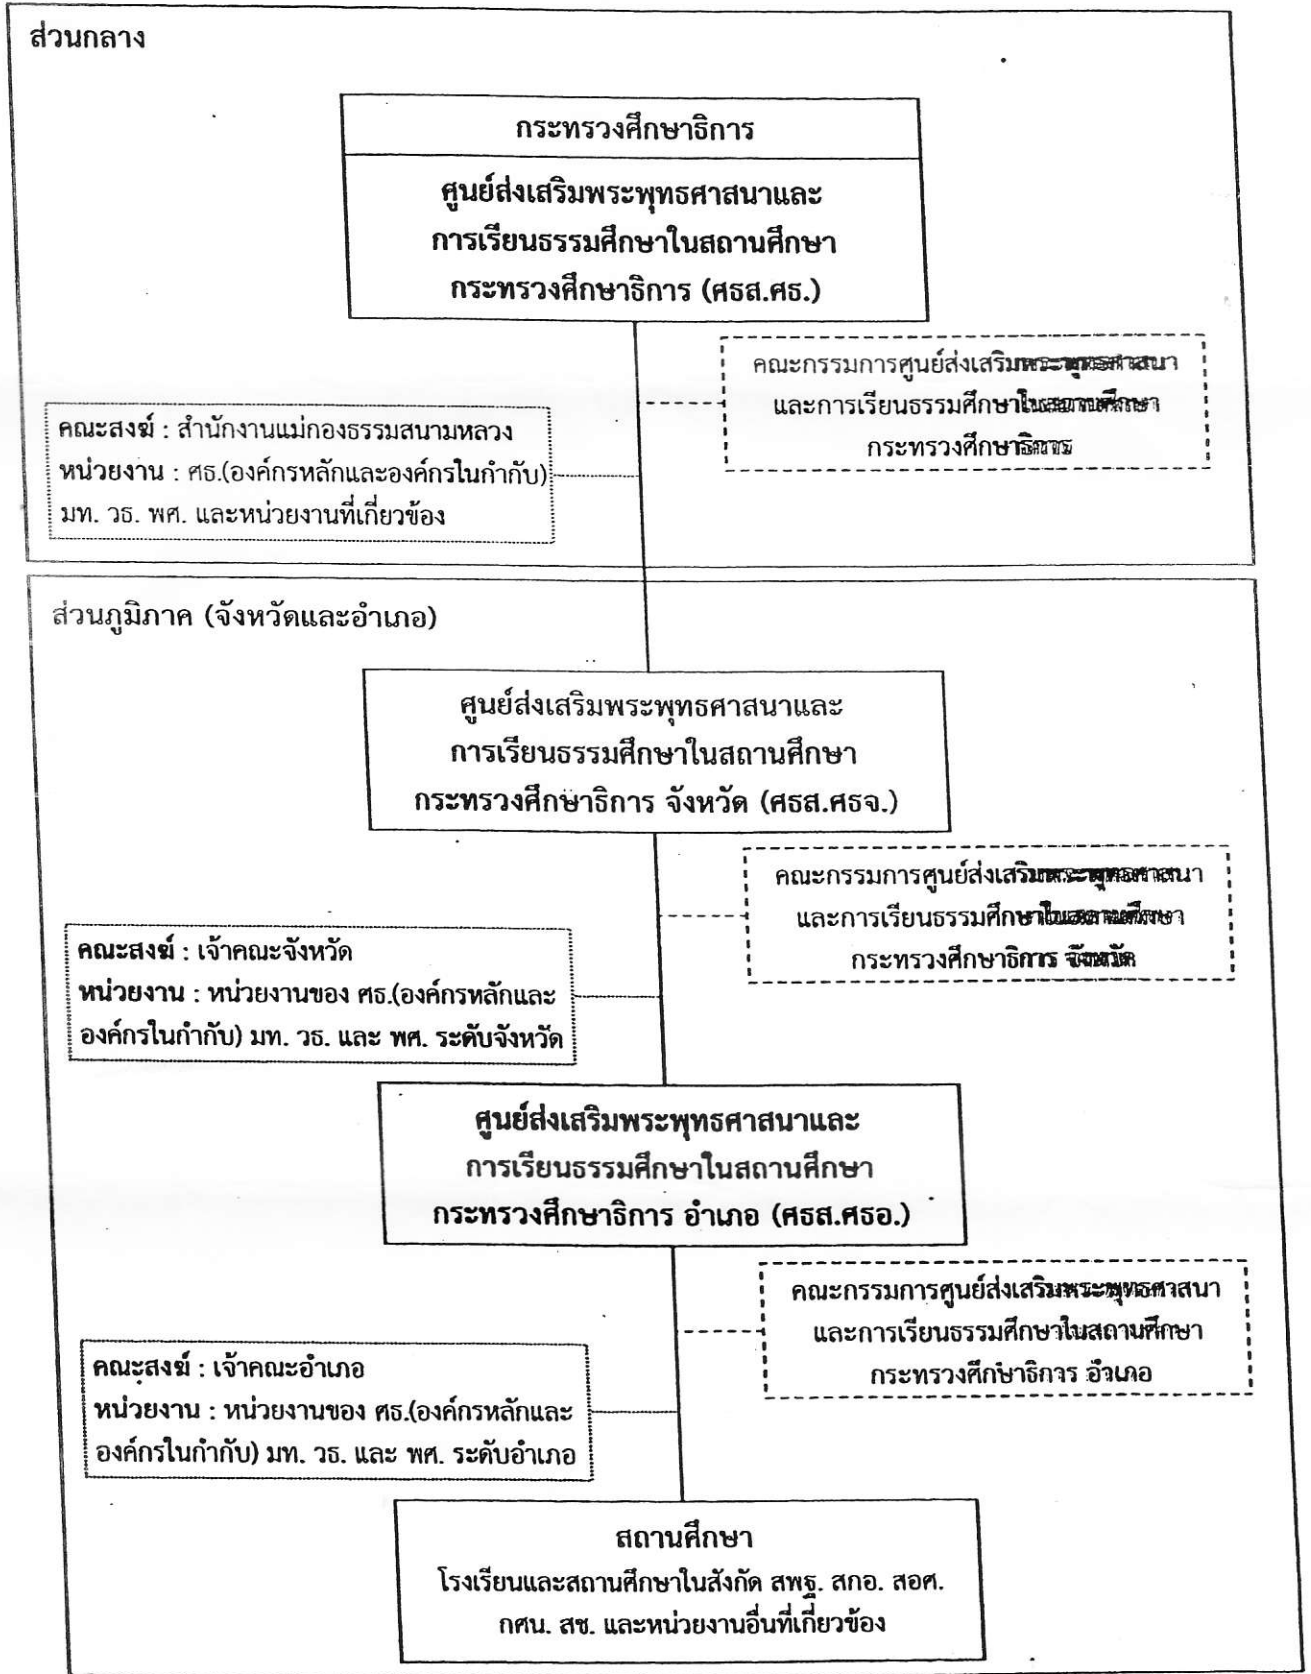 ส่วนกลาง
กระทรวงศึกษาธิการ
ศูนย์ส่งเสริมพระพุทธศาสนาและ
การเรียนธรรมศึกษาในสถานศึกษา
กระทรวงศึกษาธิการ (ศธส.ศธ.)
คณะกรรมการศูนย์ส่งเสริมพระพุทธศาสนา
และการเรียนธรรมศึกษาในสถานศึกษา
กระทรวงศึกษาธิการ
คณะสงฆ์ : สำนักงานแม่กองธรรมสนามหลวง
หน่วยงาน : ศธ.(องค์กรหลักและองค์กรในกำกับ)
มท. วธ. พศ. และหน่วยงานที่เกี่ยวข้อง
ส่วนภูมิภาค (จังหวัดและอำเภอ)
ศูนย์ส่งเสริมพระพุทธศาสนาและ
การเรียนธรรมศึกษาในสถานศึกษา
กระทรวงศึกษาธิการ จังหวัด (ศธส.ศธจ.)
คณะกรรมการศูนย์ส่งเสริมพระพุทธศาสนา
และการเรียนธรรมศึกษาในสถานศึกษา
กระทรวงศึกษาธิการ จังหวัด
คณะสงฆ์ : เจ้าคณะจังหวัด
หน่วยงาน : หน่วยงานของ ศธ.(องค์กรหลักและ
องค์กรในกำกับ) มท. วธ. และ พศ. ระดับจังหวัด
ศูนย์ส่งเสริมพระพุทธศาสนาและ
การเรียนธรรมศึกษาในสถานศึกษา
กระทรวงศึกษาธิการ อำเภอ (ศธส.ศธอ.)
คณะกรรมการศูนย์ส่งเสริมพระพุทธศาสนา
และการเรียนธรรมศึกษาในสถานศึกษา
กระทรวงศึกษาธิการ อำเภอ
คณะสงฆ์ : เจ้าคณะอำเภอ
หน่วยงาน : หน่วยงานของ ศธ.(องค์กรหลักและ
องค์กรในกำกับ) มท. วธ. และ พศ. ระดับอำเภอ
สถานศึกษา
โรงเรียนและสถานศึกษาในสังกัด สพฐ. สกอ. สอศ.
กศน. สช. และหน่วยงานอื่นที่เกี่ยวข้อง